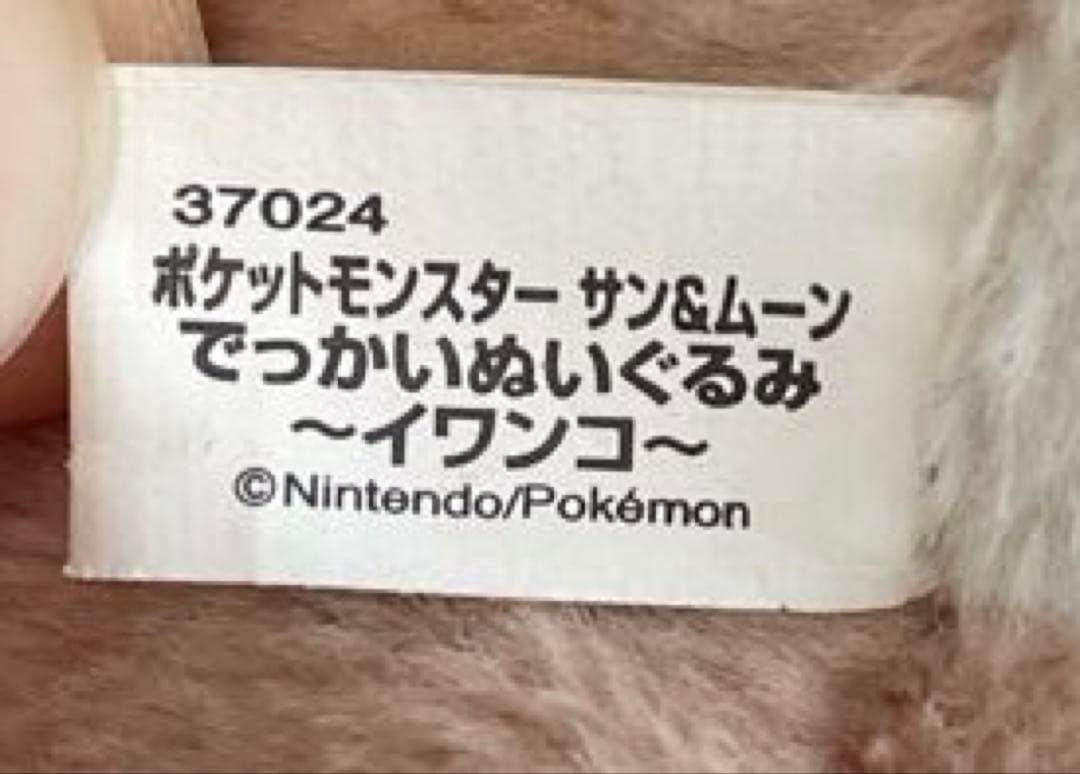 37024
ポケットモンスター サン&ムーン
でっかいぬいぐるみ
～イワンコ～
©Nintendo/Pokémon